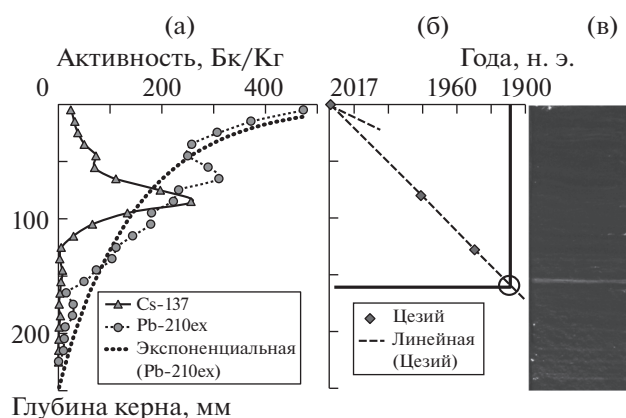 (а)
(б)
(в)
Активность, Бк/Кг
Года, н. э.
0
200
400
2017
1960
1900
100
200
Cs-137
Pb-210ex
Экспоненциальная
(Pb-210ex)
Цезий
Линейная
(Цезий)
Глубина керна, мм